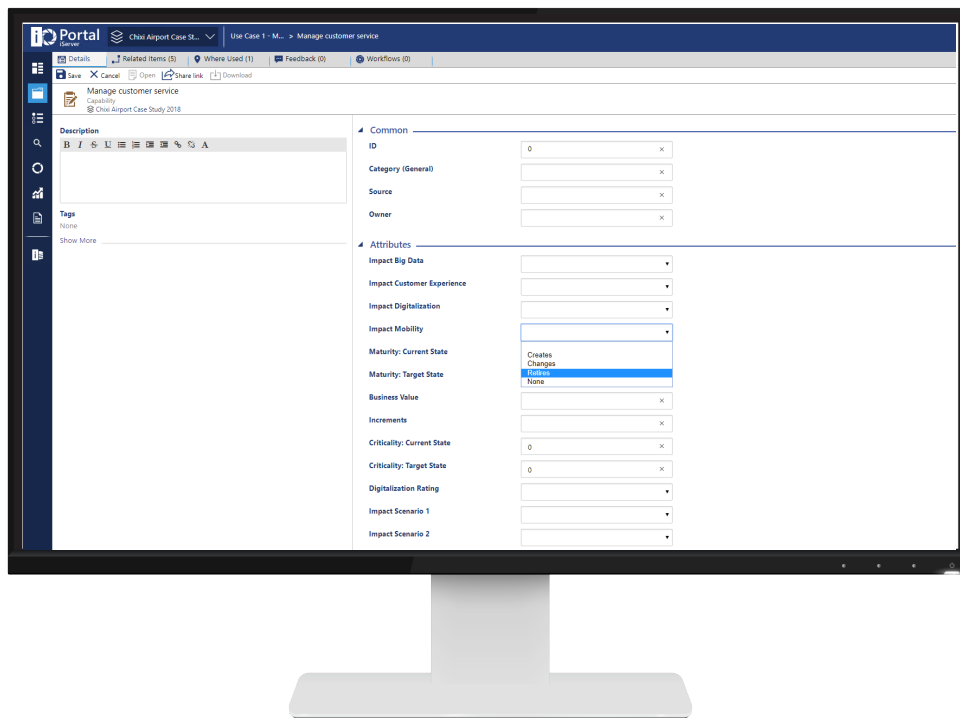 Portal
iServer
Chixi Airport Case St...
Use Case 1 - M... > Manage customer service
Details
Related Items (5)
Where Used (1)
Feedback (0)
Workflows (0)
Save
Cancel
Open
Share link
Download
Manage customer service
Capability
Chixi Airport Case Study 2018
Description
B I S U A
Tags
None
Show More
Common
ID
0
Category (General)
Source
Owner
Attributes
Impact Big Data
Impact Customer Experience
Impact Digitalization
Impact Mobility
Creates
Changes
Retires
None
Maturity: Current State
Maturity: Target State
Business Value
Increments
Criticality: Current State
0
Criticality: Target State
0
Digitalization Rating
Impact Scenario 1
Impact Scenario 2